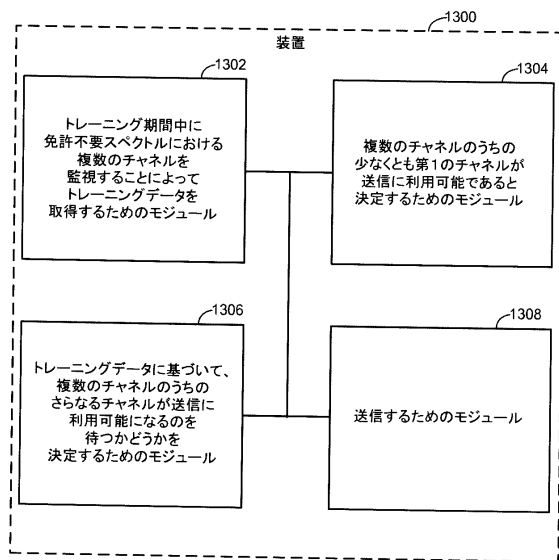 1300
装置
1302
トレーニング期間中に
免許不要スペクトルにおける
複数のチャネルを
監視することによって
トレーニングデータを
取得するためのモジュール
1304
複数のチャネルのうちの
少なくとも第1のチャネルが
送信に利用可能であると
決定するためのモジュール
1306
トレーニングデータに基づいて、
複数のチャネルのうちの
さらなるチャネルが送信に
利用可能になるのを
待つかどうかを
決定するためのモジュール
1308
送信するためのモジュール